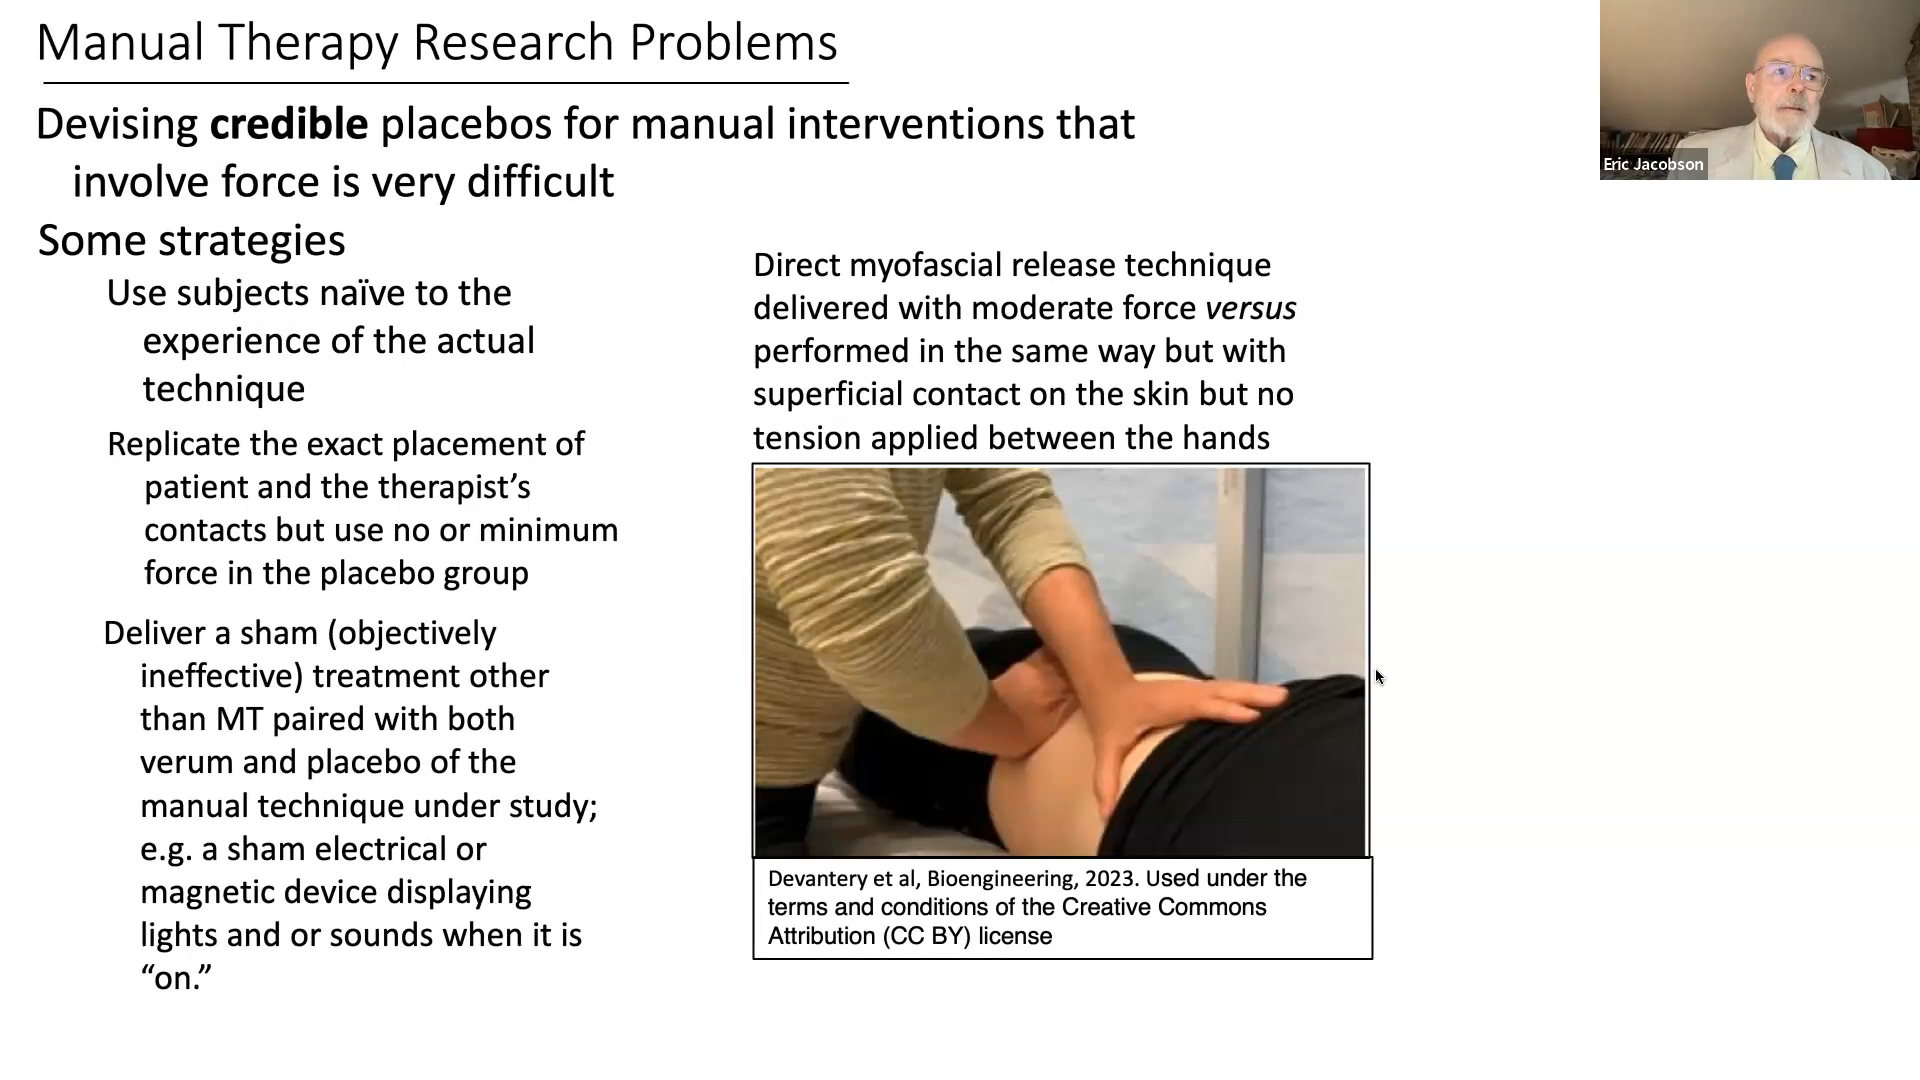 Manual Therapy Research Problems
Devising credible placebos for manual interventions that
involve force is very difficult
Some strategies
Use subjects naïve to the
experience of the actual
technique
Replicate the exact placement of
patient and the therapist’s
contacts but use no or minimum
force in the placebo group
Deliver a sham (objectively
ineffective) treatment other
than MT paired with both
verum and placebo of the
manual technique under study;
e.g. a sham electrical or
magnetic device displaying
lights and or sounds when it is
“on.”
Direct myofascial release technique
delivered with moderate force versus
performed in the same way but with
superficial contact on the skin but no
tension applied between the hands
Devantery et al, Bioengineering, 2023. Used under the
terms and conditions of the Creative Commons
Attribution (CC BY) license
Eric Jacobson